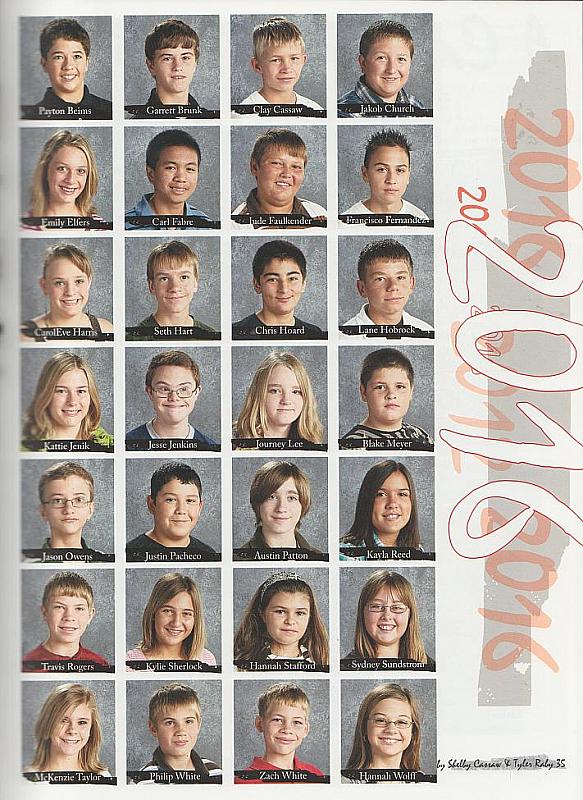 Payton Beims
Garrett Brunk
Clay Cassaw
Jakob Church
Emily Elfers
Carl Fabre
Jude Faulkender
Francisco Fernandez
CarolEve Harris
Seth Hart
Chris Hoard
Lane Hobrock
Kattie Jenik
Jesse Jenkins
Journey Lee
Blake Meyer
Jason Owens
Justin Pacheco
Austin Patton
Kayla Reed
Travis Rogers
Kylie Sherlock
Hannah Stafford
Sydney Sundstrom
McKenzie Taylor
Philip White
Zach White
Hannah Wolff
2016
2016
2016
by Shelby Cassaw & Tyler Raby 35